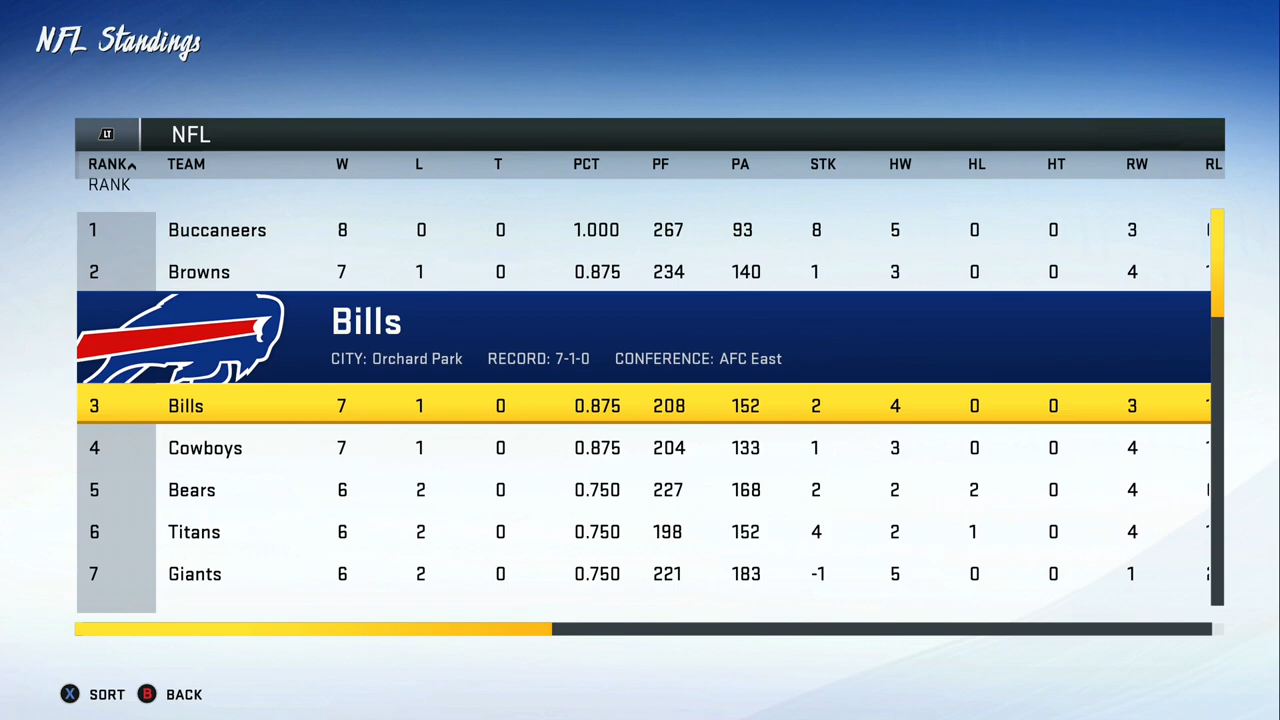 NFL Standings
LT NFL
RANK TEAM W L T PCT PF PA STK HW HL HT RW RL
RANK
1 Buccaneers 8 0 0 1.000 267 93 8 5 0 0 3
2 Browns 7 1 0 0.875 234 140 1 3 0 0 4
Bills
CITY: Orchard Park RECORD: 7-1-0 CONFERENCE: AFC East
3 Bills 7 1 0 0.875 208 152 2 4 0 0 3
4 Cowboys 7 1 0 0.875 204 133 1 3 0 0 4
5 Bears 6 2 0 0.750 227 168 2 2 2 0 4
6 Titans 6 2 0 0.750 198 152 4 2 1 0 4
7 Giants 6 2 0 0.750 221 183 -1 5 0 0 1
X SORT B BACK